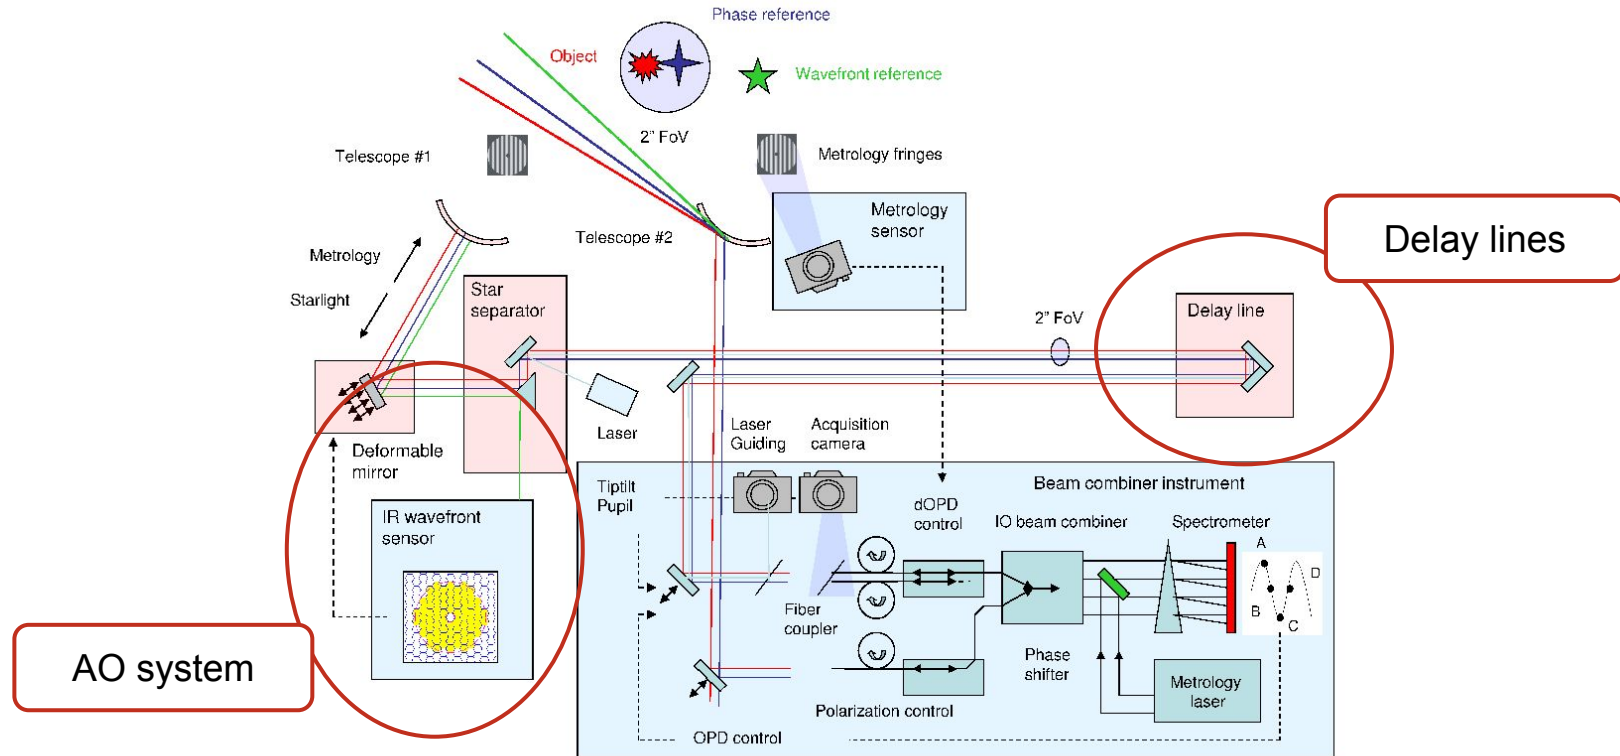 Phase reference
Object
Wavefront reference
2" FoV
Telescope #1
Metrology fringes
Metrology
sensor
Delay lines
Telescope #2
Metrology
Starlight
Star
separator
2" FoV
Delay line
Laser
Laser
Guiding
Acquisition
camera
Deformable
mirror
Tiptilt
Pupil
Beam combiner instrument
dOPD
control
IO beam combiner
Spectrometer
A
B
C
D
IR wavefront
sensor
Fiber
coupler
AO system
Phase
shifter
Metrology
laser
Polarization control
OPD control